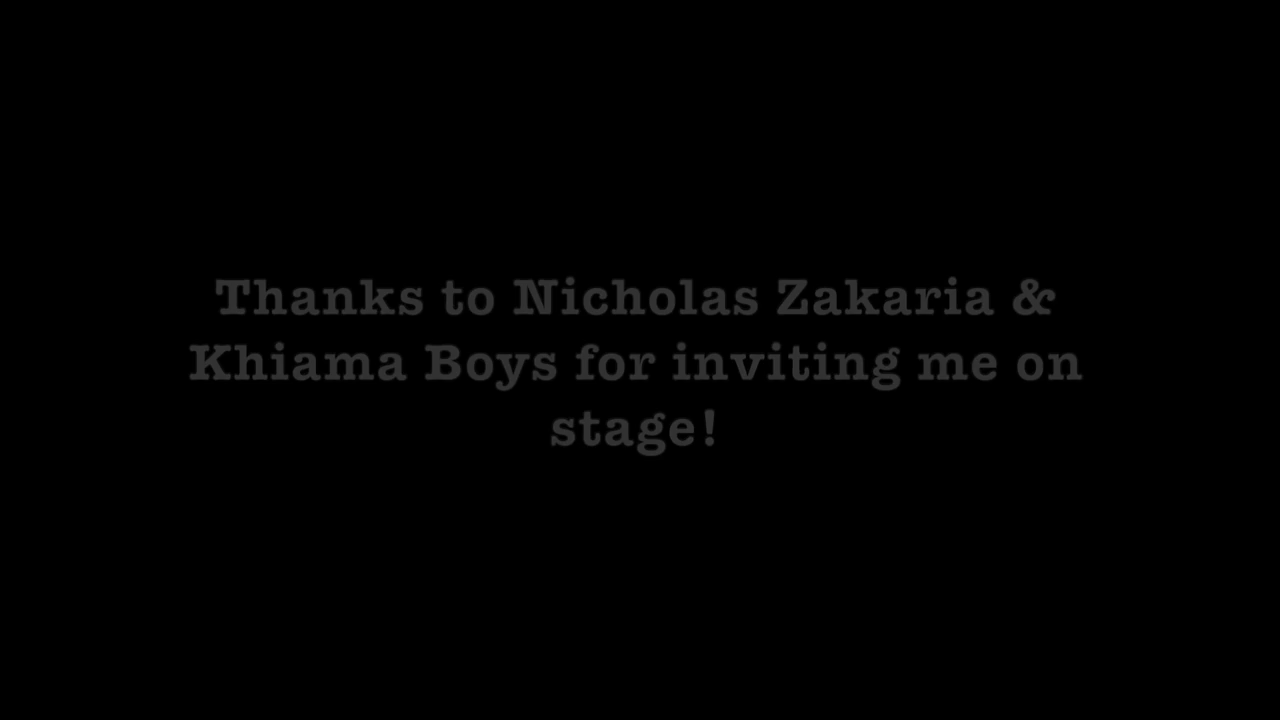 Thanks to Nicholas Zakaria &
Khiama Boys for inviting me on
stage!